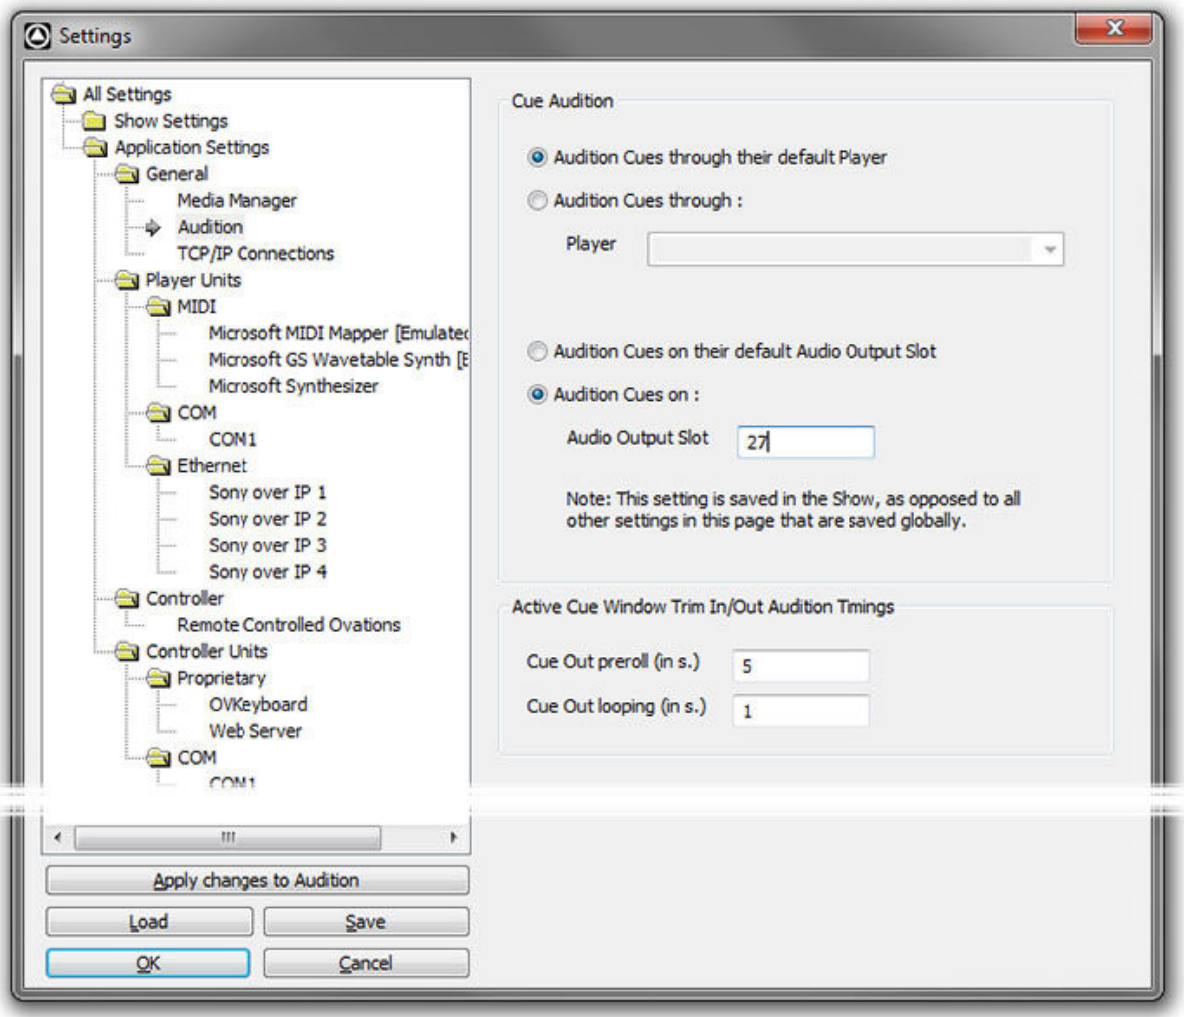 Settings
X
All Settings
Show Settings
Application Settings
General
Media Manager
Audition
TCP/IP Connections
Player Units
MIDI
Microsoft MIDI Mapper [Emulated
Microsoft GS Wavetable Synth [E
Microsoft Synthesizer
COM
COM1
Ethernet
Sony over IP 1
Sony over IP 2
Sony over IP 3
Sony over IP 4
Controller
Remote Controlled Ovations
Controller Units
Proprietary
OVKeyboard
Web Server
COM
COM1
Apply changes to Audition
Load
Save
OK
Cancel
Cue Audition
Audition Cues through their default Player
Audition Cues through :
Player
Audition Cues on their default Audio Output Slot
Audition Cues on :
Audio Output Slot
27
Note: This setting is saved in the Show, as opposed to all
other settings in this page that are saved globally.
Active Cue Window Trim In/Out Audition Timings
Cue Out preroll (in s.)
5
Cue Out looping (in s.)
1